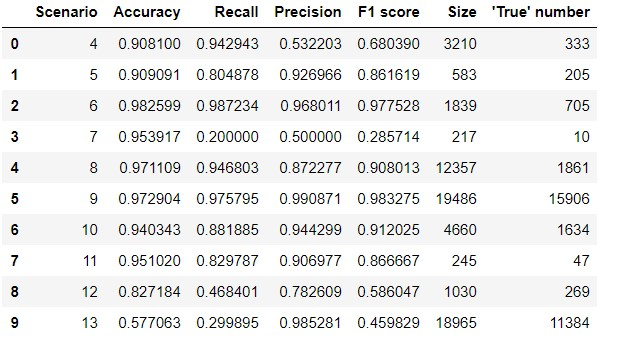 Scenario Accuracy Recall Precision F1 score Size 'True' number
0 4 0.908100 0.942943 0.532203 0.680390 3210 333
1 5 0.909091 0.804878 0.926966 0.861619 583 205
2 6 0.982599 0.987234 0.968011 0.977528 1839 705
3 7 0.953917 0.200000 0.500000 0.285714 217 10
4 8 0.971109 0.946803 0.872277 0.908013 12357 1861
5 9 0.972904 0.975795 0.990871 0.983275 19486 15906
6 10 0.940343 0.881885 0.944299 0.912025 4660 1634
7 11 0.951020 0.829787 0.906977 0.866667 245 47
8 12 0.827184 0.468401 0.782609 0.586047 1030 269
9 13 0.577063 0.299895 0.985281 0.459829 18965 11384